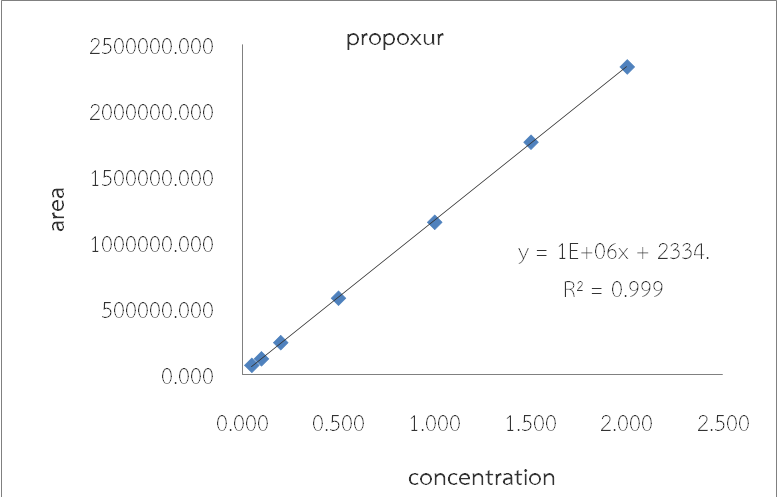 propoxur
2500000.000
2000000.000
1500000.000
1000000.000
500000.000
0.000
area
y = 1E+06x + 2334.
R² = 0.999
0.000 0.500 1.000 1.500 2.000 2.500
concentration